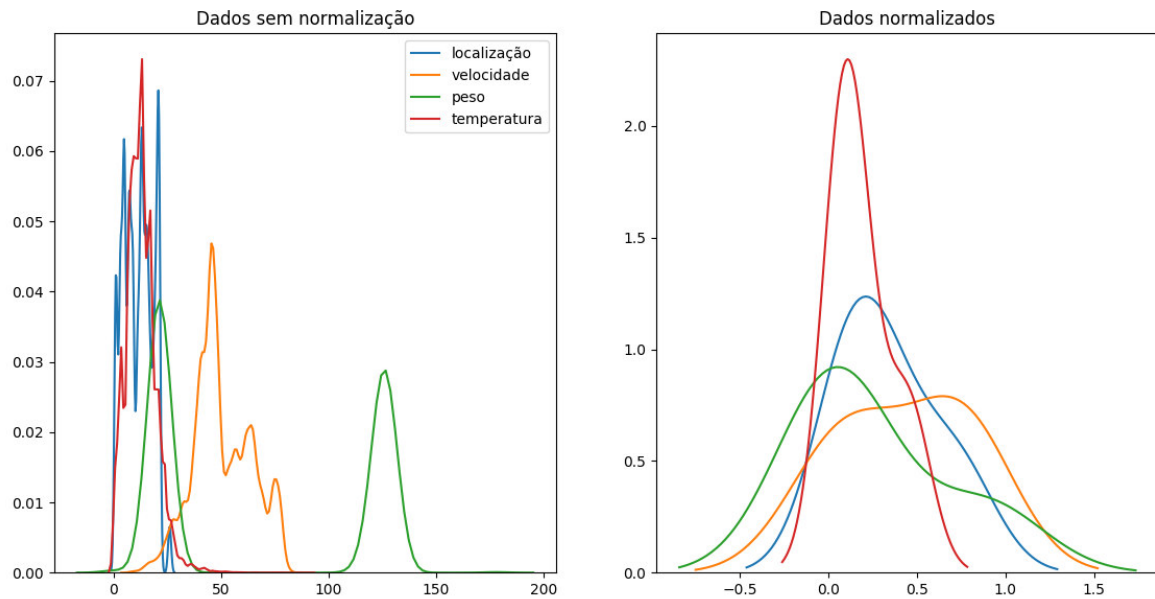 Dados sem normalização
localização
velocidade
peso
temperatura
0.07
0.06
0.05
0.04
0.03
0.02
0.01
0.00
0 50 100 150 200
Dados normalizados
2.0
1.5
1.0
0.5
0.0
−0.5 0.0 0.5 1.0 1.5